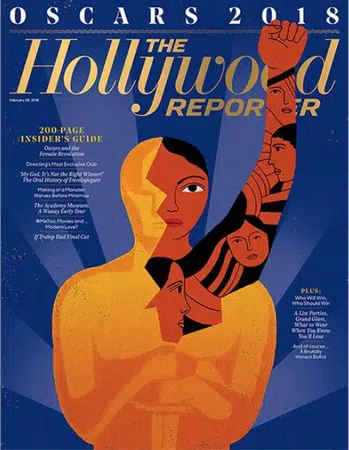 OSCARS 2018
THE
Hollywood
REPORTER
February 28, 2018
200-PAGE
INSIDER'S GUIDE
Oscars and the
Female Revolution
Directing's Most Exclusive Club
'My God, It's Not the Right Winner!'
The Oral History of Envelopegate
Making of a Monster:
Harvey Before Miramax
The Academy Museum:
A Waaay Early Tour
#MeToo, Movies and ...
Modern Love?
If Trump Had Final Cut
PLUS:
Who Will Win,
Who Should Win
A-List Parties,
Grand Glam,
What to Wear
When You Know
You'll Lose
And of course ...
A Brutally
Honest Ballot